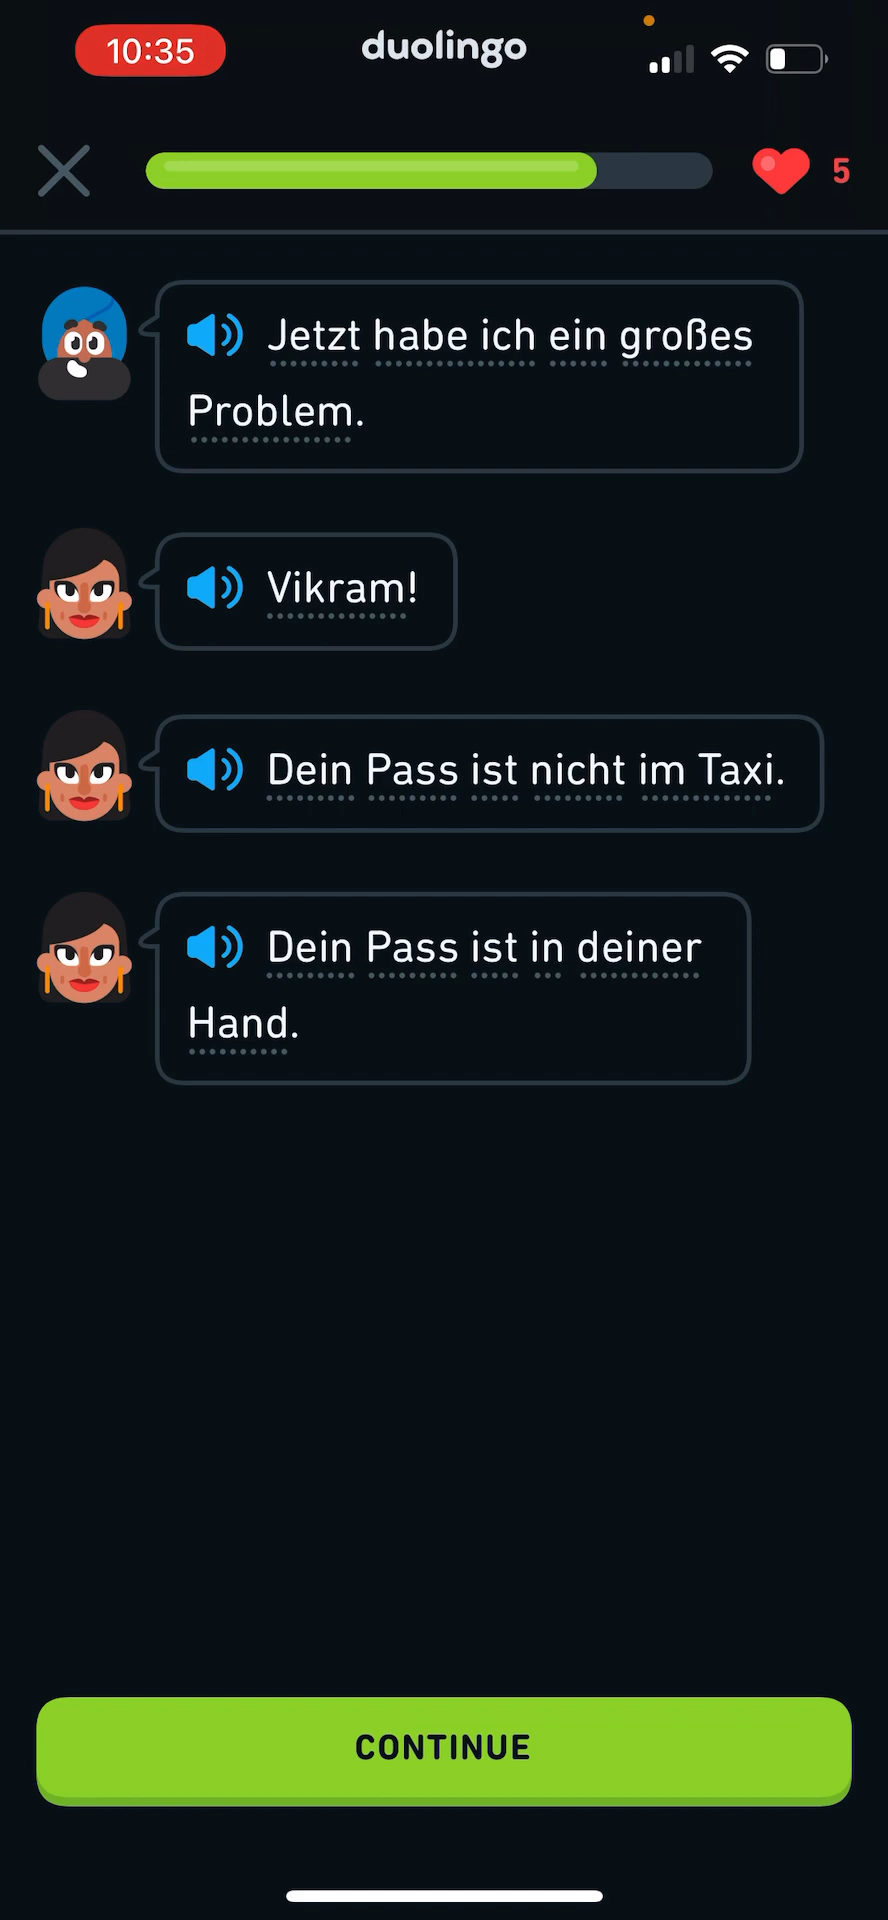 10:35
duolingo
5
Jetzt habe ich ein großes
Problem.
Vikram!
Dein Pass ist nicht im Taxi.
Dein Pass ist in deiner
Hand.
CONTINUE